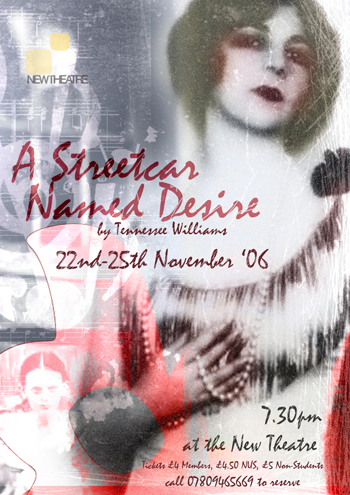 NEWTHEATRE
A Streetcar
Named Desire
by Tennessee Williams
22nd-25th November '06
7.30pm
at the New Theatre
Tickets £4 Members, £4.50 NUS, £5 Non-Students
call 07809465669 to reserve